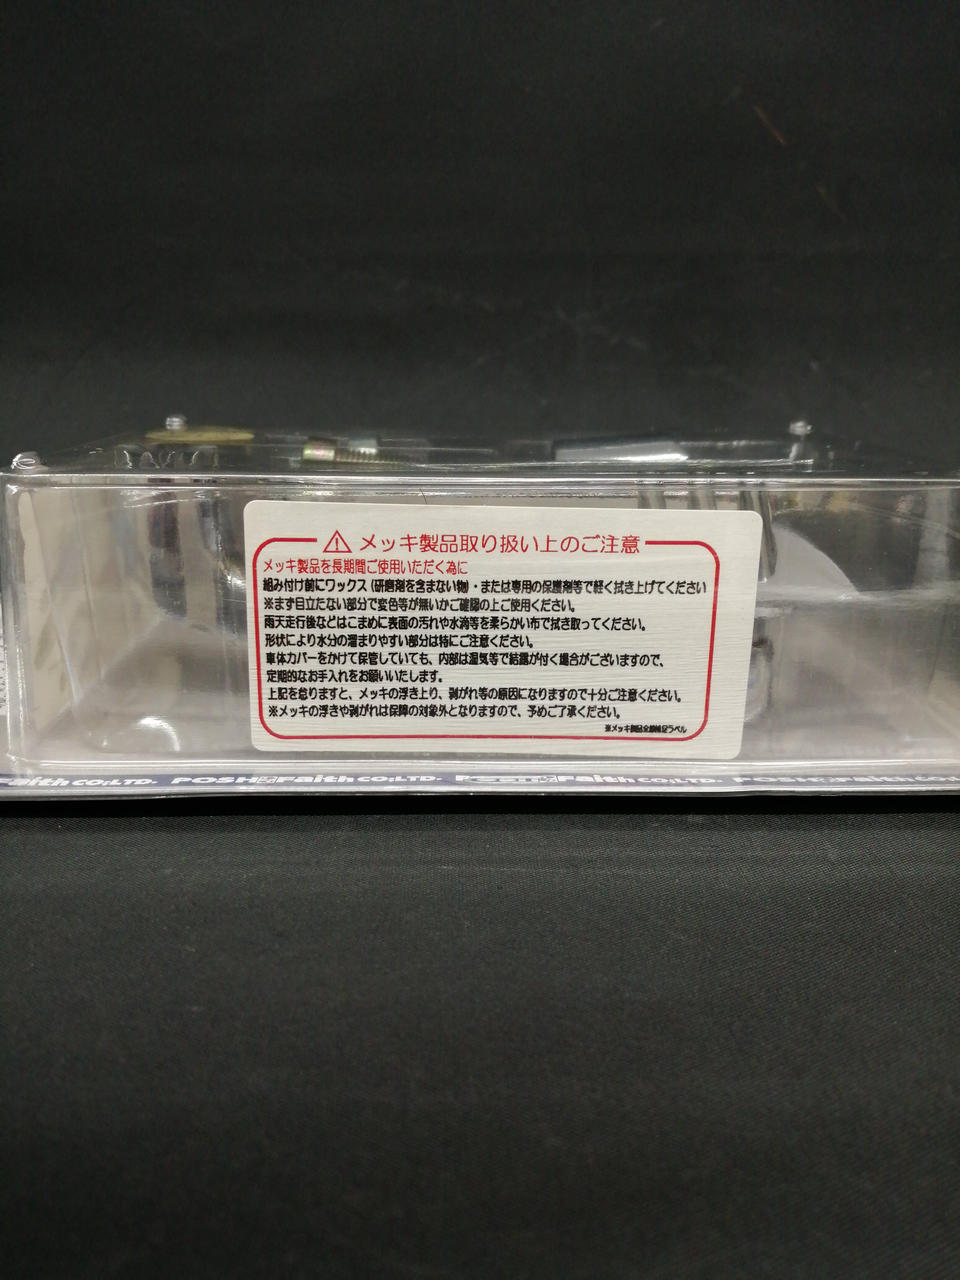 ⚠ メッキ製品取り扱い上のご注意
メッキ製品を長期間ご使用いただく為に
組み付け前にワックス (研磨剤を含まない物)・または専用の保護剤等で軽く拭き上げてください
※まず目立たない部分で変色等が無いかご確認の上ご使用ください。
雨天走行後などはこまめに表面の汚れや水滴等を柔らかい布で拭き取ってください。
形状により水分の溜まりやすい部分は特にご注意ください。
車体カバーをかけて保管していても、内部は湿気等で結露が付く場合がございますので、
定期的なお手入れをお願いいたします。
上記を怠りますと、メッキの浮き上り、剥がれ等の原因になりますので十分ご注意ください。
※メッキの浮きや剥がれは保障の対象外となりますので、予めご了承ください。
※メッキ製品全般補足ラベル
Faith CO.;LTD. POSH Faith CO.;LTD. POSH Faith CO.;LTD. POSH Faith CO.;LTD.